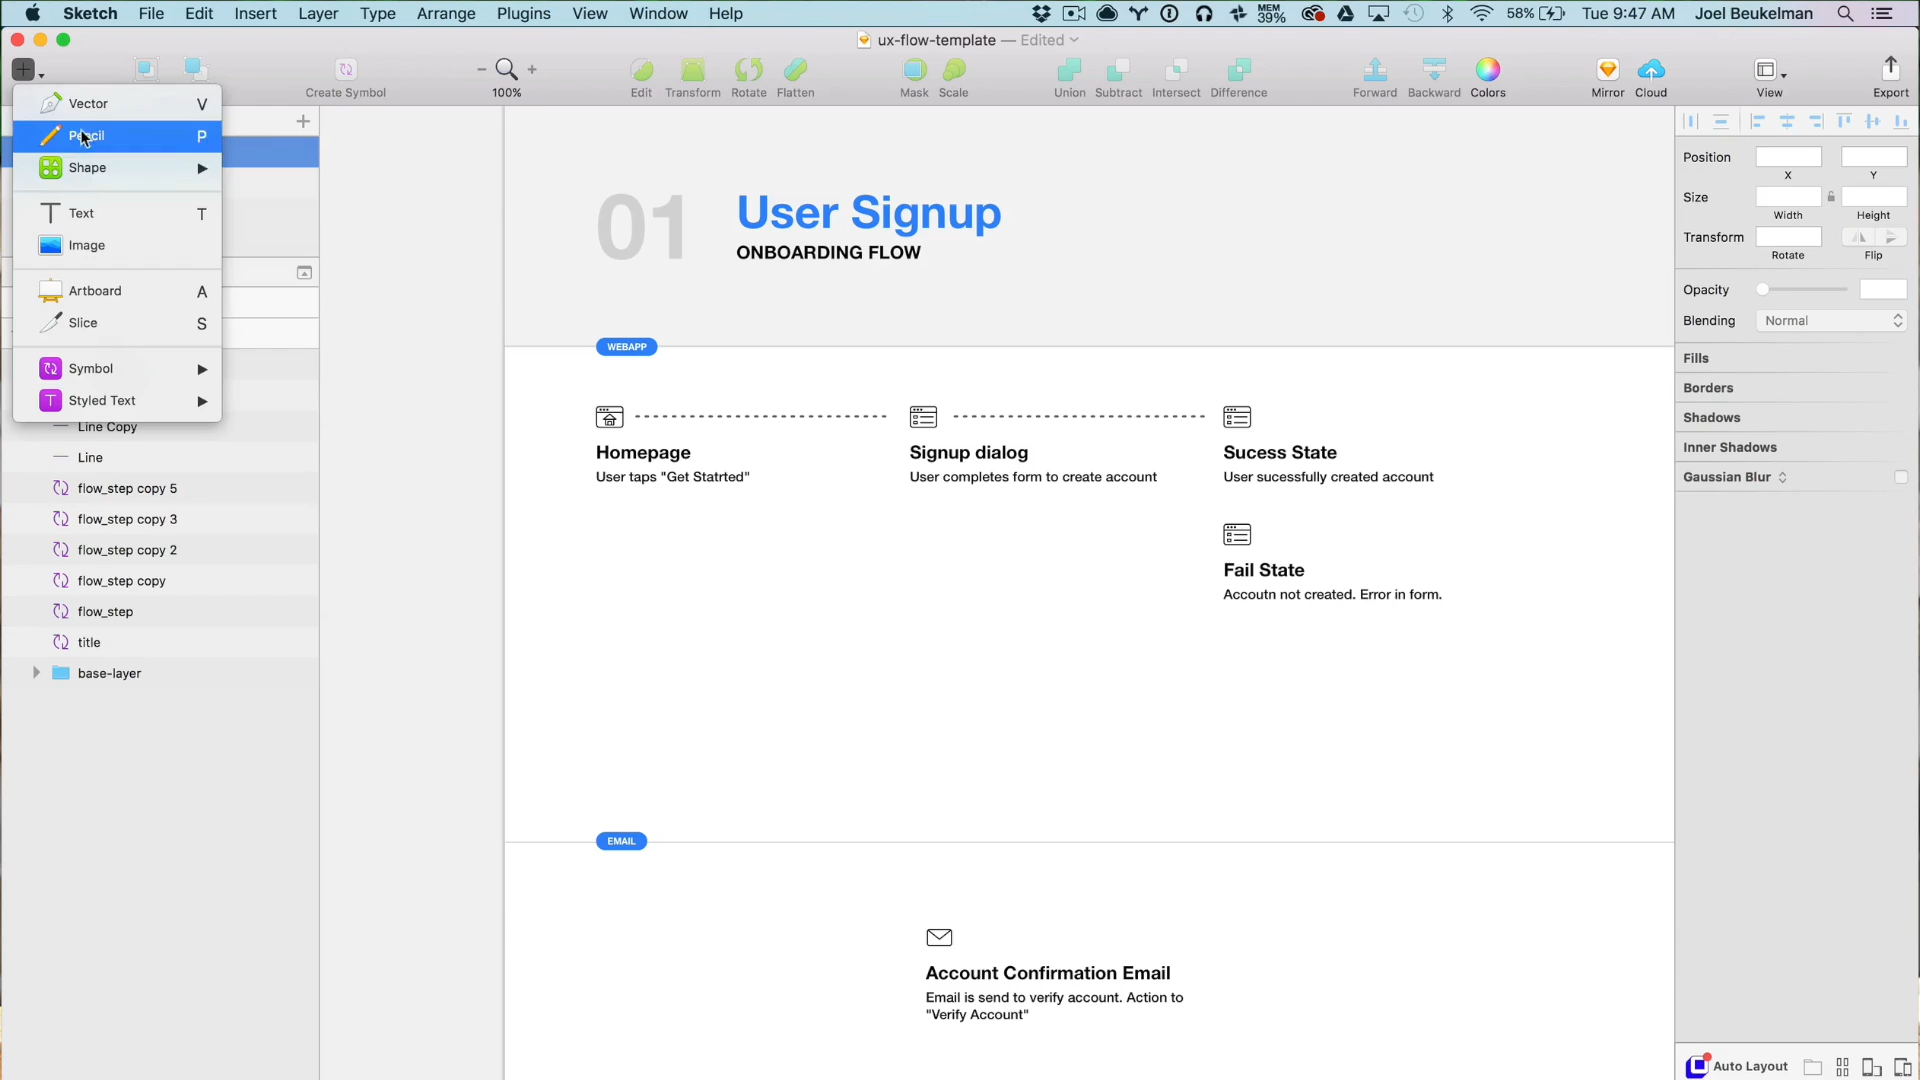 Sketch File Edit Insert Layer Type Arrange Plugins View Window Help MEM 39% 58% Tue 9:47 AM Joel Beukelman
ux-flow-template — Edited
Create Symbol 100% Edit Transform Rotate Flatten Mask Scale Union Subtract Intersect Difference Forward Backward Colors Mirror Cloud View Export
Vector V
Pencil P
Shape
Text T
Image
Artboard A
Slice S
Symbol
Styled Text
Line Copy
Line
flow_step copy 5
flow_step copy 3
flow_step copy 2
flow_step copy
flow_step
title
base-layer
01
User Signup
ONBOARDING FLOW
WEBAPP
Homepage
User taps "Get Statrted"
Signup dialog
User completes form to create account
Sucess State
User sucessfully created account
Fail State
Accoutn not created. Error in form.
EMAIL
Account Confirmation Email
Email is send to verify account. Action to
"Verify Account"
Position
X Y
Size
Width Height
Transform
Rotate Flip
Opacity
Blending Normal
Fills
Borders
Shadows
Inner Shadows
Gaussian Blur
Auto Layout